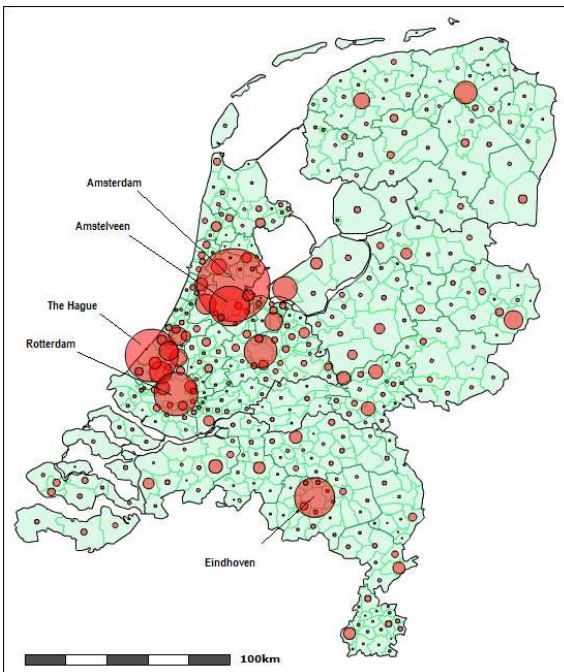 Amsterdam
Amstelveen
The Hague
Rotterdam
Eindhoven
100km